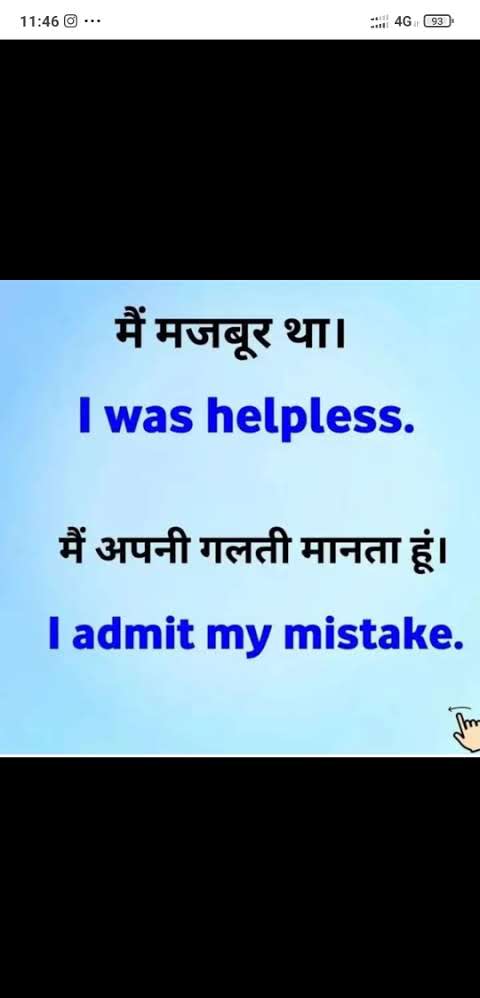 11:46
4G
93
मैं मजबूर था।
I was helpless.
मैं अपनी गलती मानता हूं।
I admit my mistake.